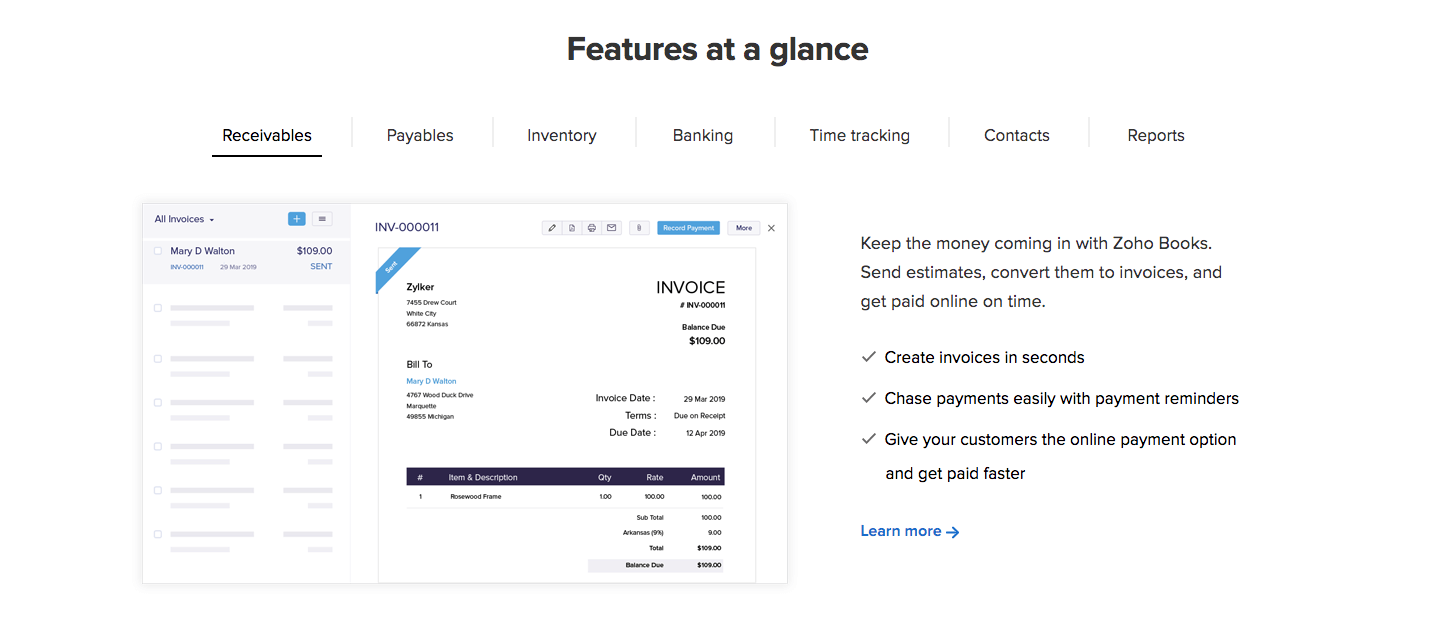 Features at a glance
Receivables Payables Inventory Banking Time tracking Contacts Reports
All Invoices
Mary D Walton $109.00
INV-000011 29 Mar 2019 SENT
INV-000011
Record Payment More
Sent
Zylker
7455 Drew Court
White City
66872 Kansas
INVOICE
# INV-000011
Balance Due
$109.00
Bill To
Mary D Walton
4767 Wood Duck Drive
Marquette
49855 Michigan
Invoice Date : 29 Mar 2019
Terms : Due on Receipt
Due Date : 12 Apr 2019
# Item & Description Qty Rate Amount
1 Rosewood Frame 1.00 100.00 100.00
Sub Total 100.00
Arkansas (9%) 9.00
Total $109.00
Balance Due $109.00
Keep the money coming in with Zoho Books.
Send estimates, convert them to invoices, and
get paid online on time.
Create invoices in seconds
Chase payments easily with payment reminders
Give your customers the online payment option
and get paid faster
Learn more